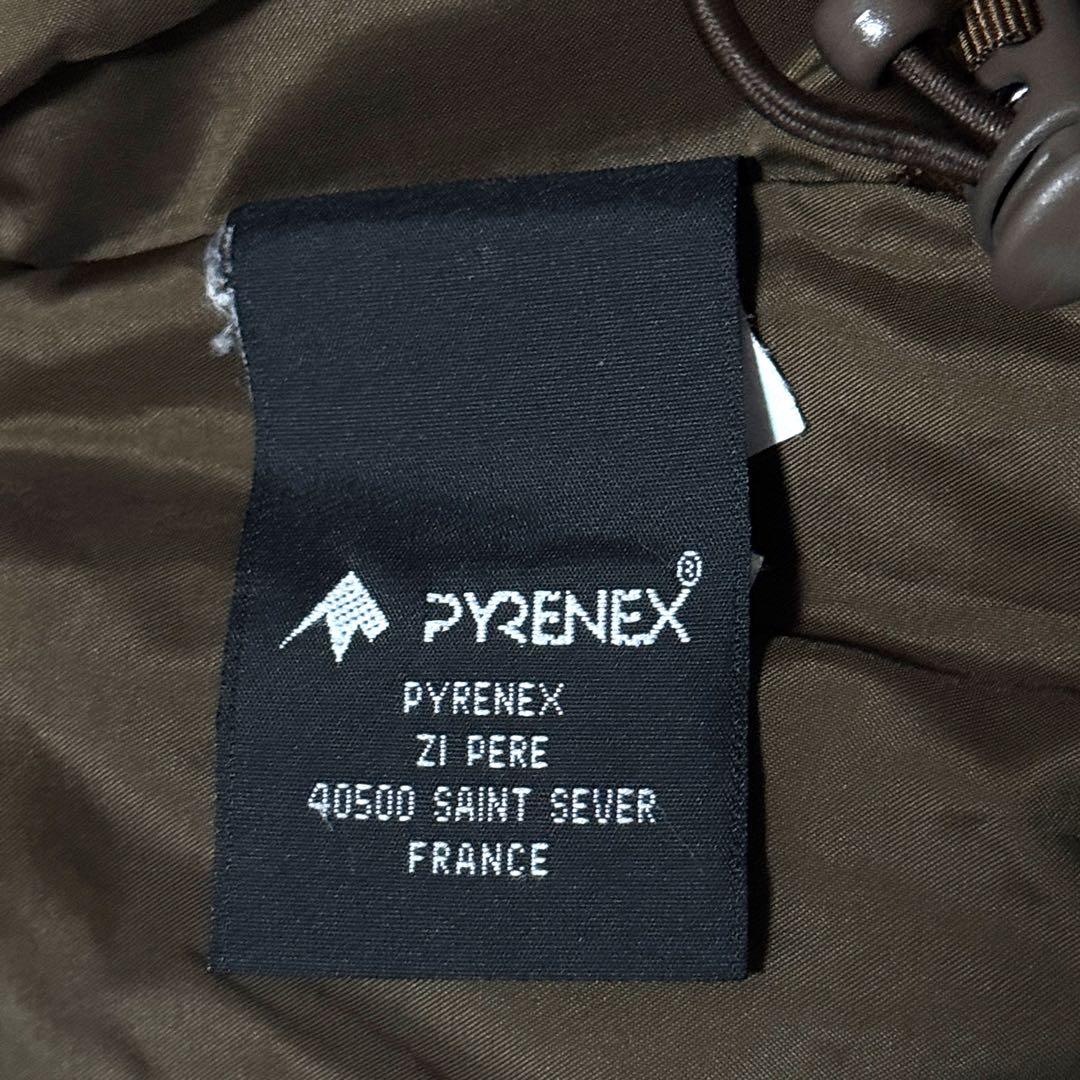 PYRENEX®
PYRENEX
ZI PERE
40500 SAINT SEVER
FRANCE